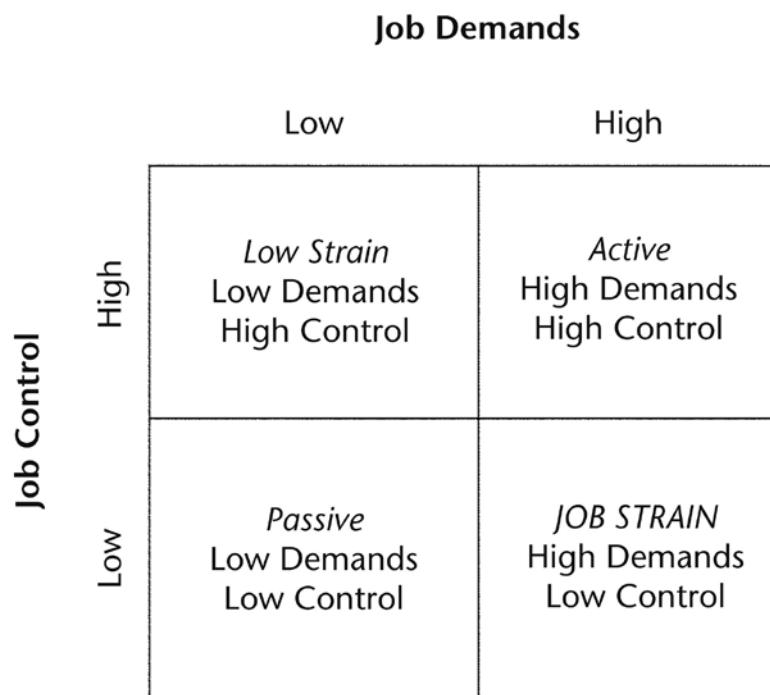 Job Demands
Low
High
Job Control
High
Low Strain
Low Demands
High Control
Active
High Demands
High Control
Low
Passive
Low Demands
Low Control
JOB STRAIN
High Demands
Low Control